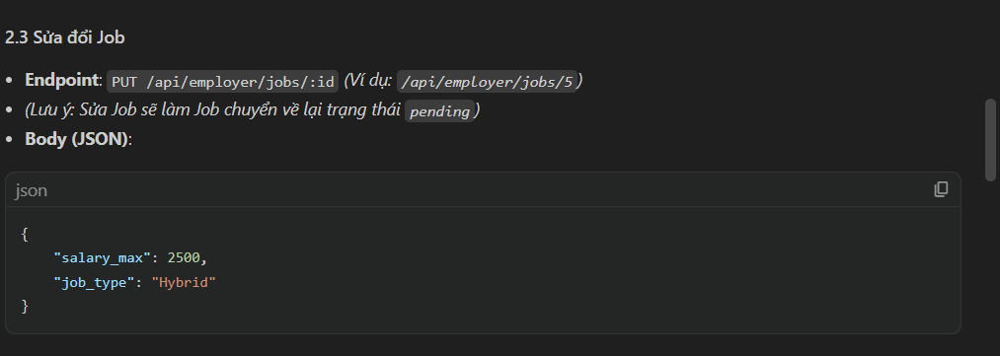 2.3 Sửa đổi Job
• Endpoint: PUT /api/employer/jobs/:id (Ví dụ: /api/employer/jobs/5)
• (Lưu ý: Sửa Job sẽ làm Job chuyển về lại trạng thái pending)
• Body (JSON):
json
{
    "salary_max": 2500,
    "job_type": "Hybrid"
}